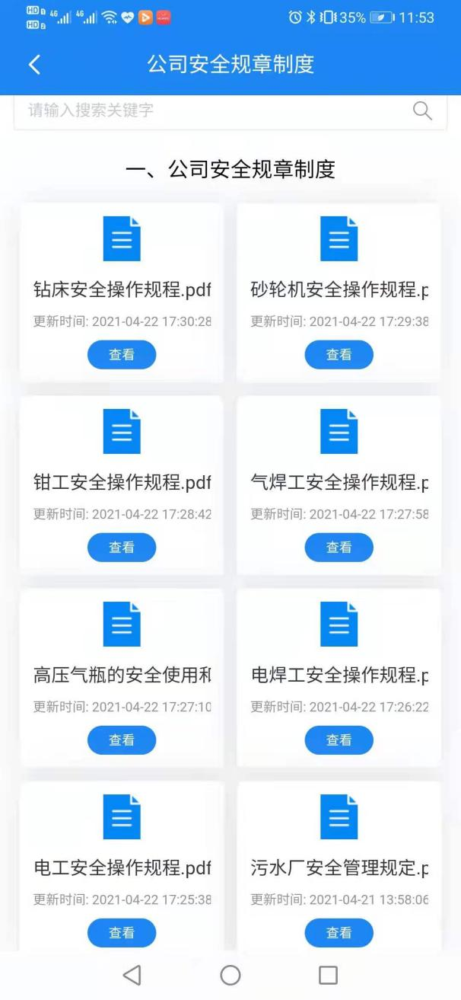 HD 1 4G 4G 35% 11:53
HD 2
公司安全规章制度
请输入搜索关键字
一、公司安全规章制度
钻床安全操作规程.pdf
更新时间: 2021-04-22 17:30:28
查看
砂轮机安全操作规程.p
更新时间: 2021-04-22 17:29:38
查看
钳工安全操作规程.pdf
更新时间: 2021-04-22 17:28:42
查看
气焊工安全操作规程.p
更新时间: 2021-04-22 17:27:58
查看
高压气瓶的安全使用和
更新时间: 2021-04-22 17:27:10
查看
电焊工安全操作规程.p
更新时间: 2021-04-22 17:26:22
查看
电工安全操作规程.pdf
更新时间: 2021-04-22 17:25:38
查看
污水厂安全管理规定.p
更新时间: 2021-04-21 13:58:06
查看